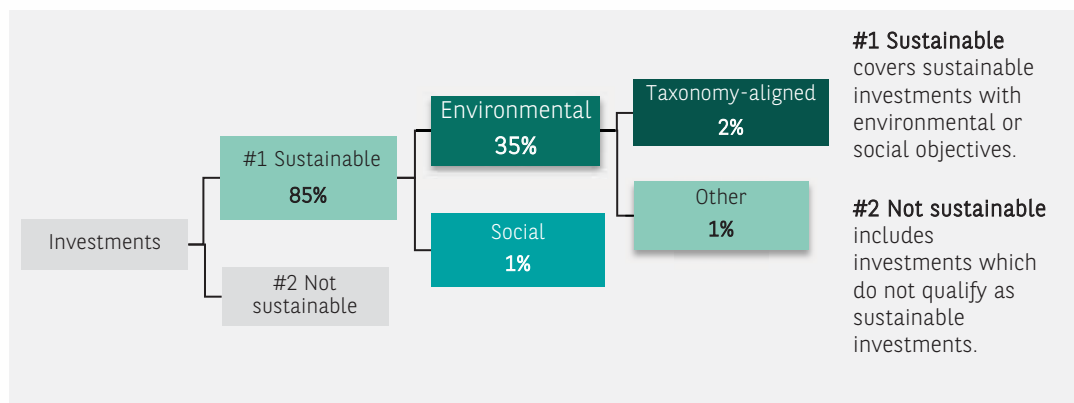 Investments
#1 Sustainable
85%
#2 Not
sustainable
Environmental
35%
Social
1%
Taxonomy-aligned
2%
Other
1%
#1 Sustainable
covers sustainable
investments with
environmental or
social objectives.
#2 Not sustainable
includes
investments which
do not qualify as
sustainable
investments.